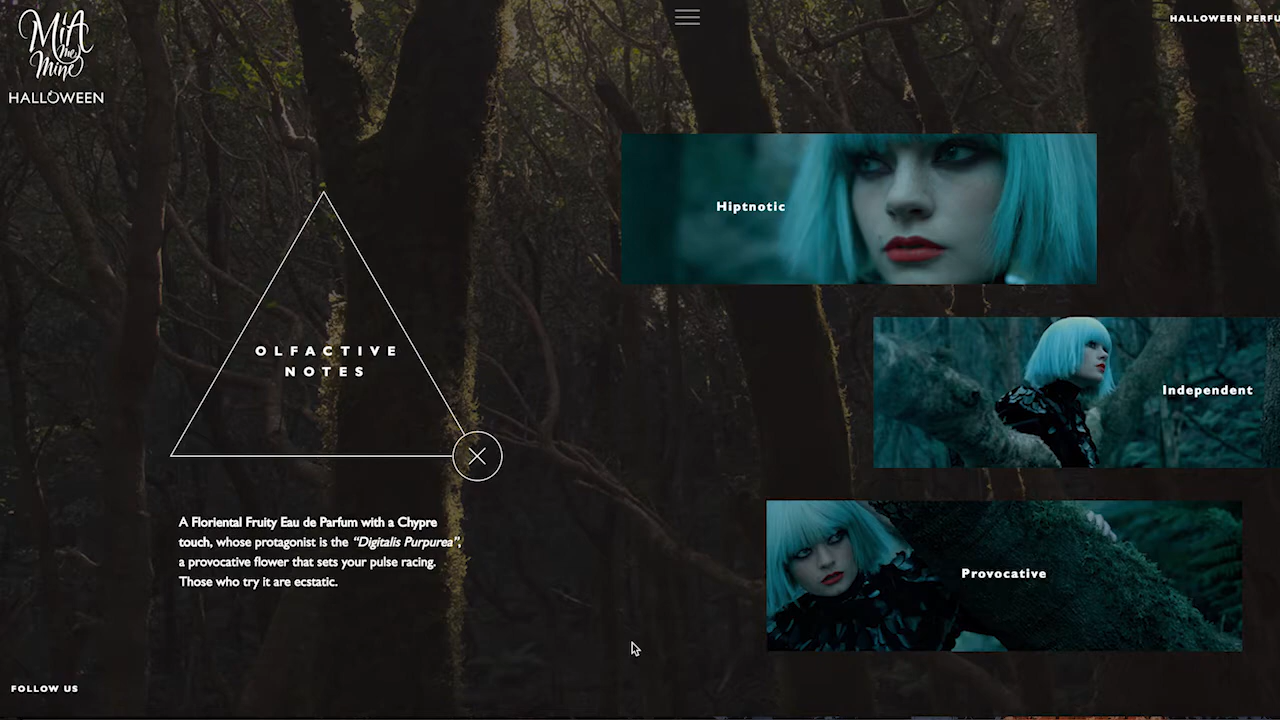 MiA
Me
Mine
HALLOWEEN
HALLOWEEN PERFU
Hiptnotic
OLFACTIVE
NOTES
Independent
A Floriental Fruity Eau de Parfum with a Chypre
touch, whose protagonist is the “Digitalis Purpurea”,
a provocative flower that sets your pulse racing.
Those who try it are ecstatic.
Provocative
FOLLOW US